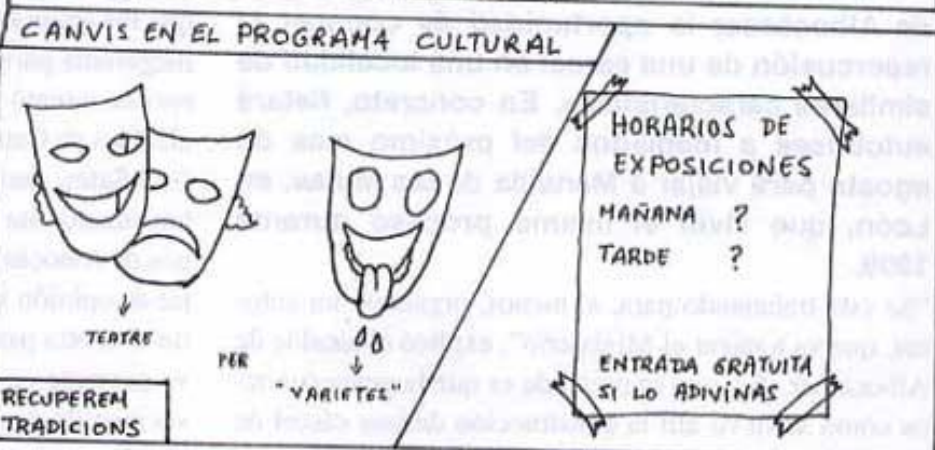 CANVIS EN EL PROGRAMA CULTURAL
TEATRE
PER
"VARIETES"
RECUPEREM
TRADICIONS
HORARIOS DE
EXPOSICIONES
MAÑANA ?
TARDE ?
ENTRADA GRATUITA
SI LO ADIVINAS